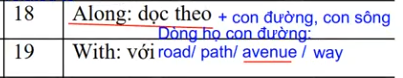 18 Along: dọc theo + con đường, con sông
Dòng họ con đường:
19 With: với road/ path/ avenue / way